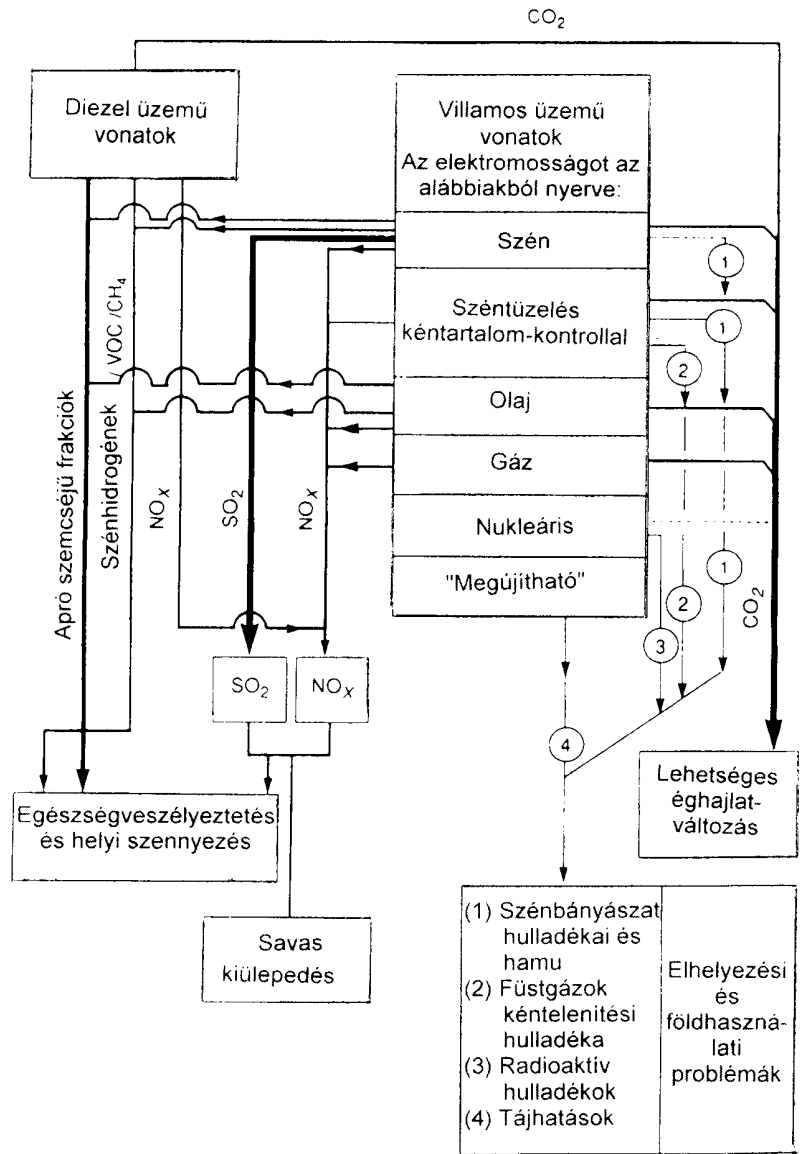 CO₂
Diezel üzemű
vonatok
Villamos üzemű
vonatok
Az elektromosságot az
alábbiakból nyerve:
Szén
Széntüzelés
kéntartalom-kontrollal
Olaj
Gáz
Nukleáris
"Megújítható"
1
1
2
1
2
3
4
Apró szemcséjű frakciók
Szénhidrogének
/VOC/CH₄
NOₓ
SO₂
NOₓ
CO₂
SO₂
NOₓ
Egészségveszélyeztetés
és helyi szennyezés
Savas
kiülepedés
Lehetséges
éghajlat-
változás
(1) Szénbányászat
hulladékai és
hamu
(2) Füstgázok
kéntelenitési
hulladéka
(3) Radioaktív
hulladékok
(4) Tájhatások
Elhelyezési
és
földhaszná-
lati
problémák